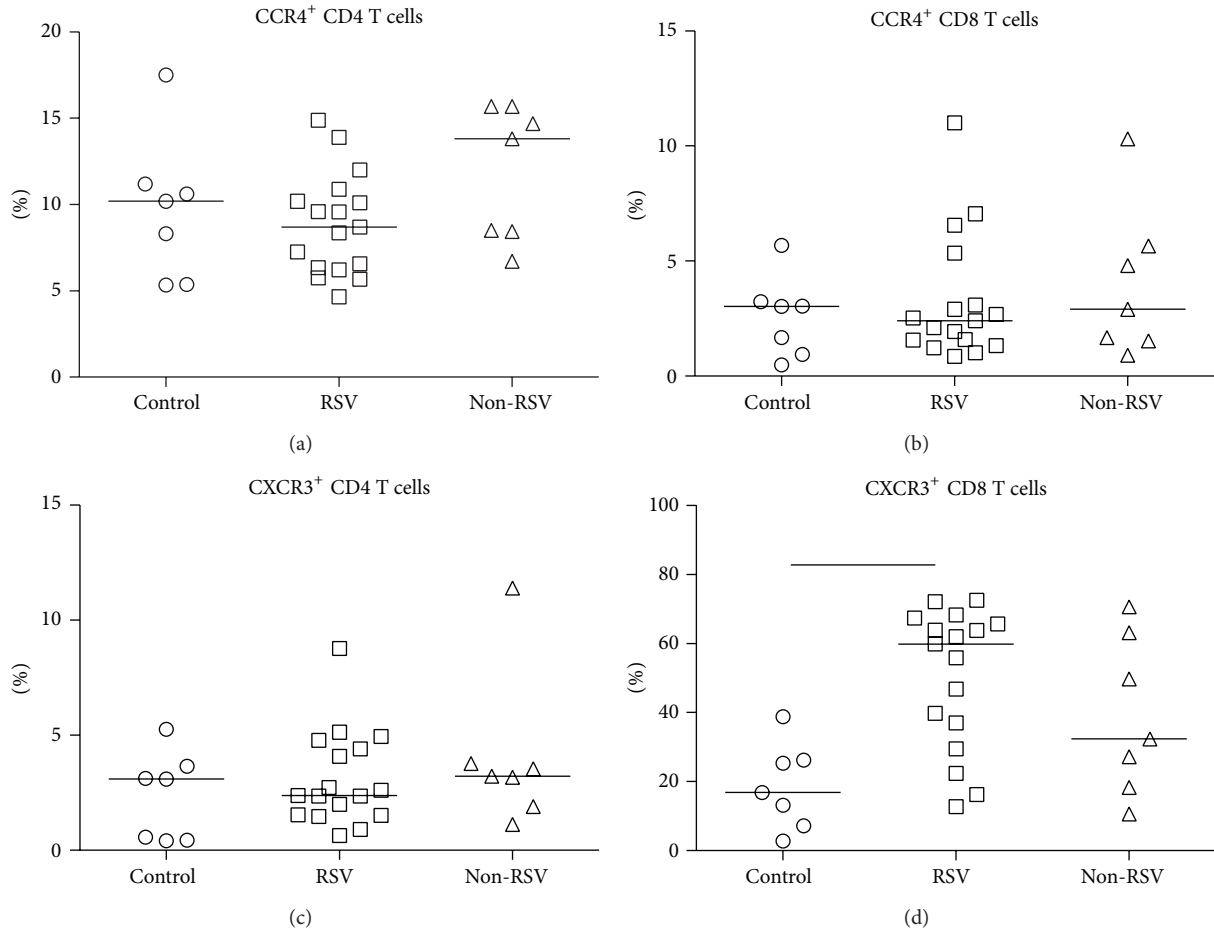 CCR4+ CD4 T cells
20
15
10
5
0
(%)
Control RSV Non-RSV
(a)
CCR4+ CD8 T cells
15
10
5
0
(%)
Control RSV Non-RSV
(b)
CXCR3+ CD4 T cells
15
10
5
0
(%)
Control RSV Non-RSV
(c)
CXCR3+ CD8 T cells
100
80
60
40
20
0
(%)
Control RSV Non-RSV
(d)